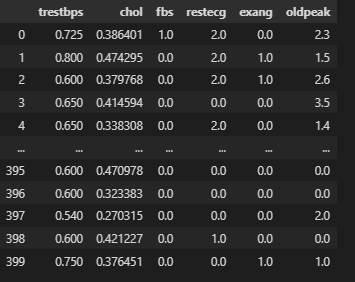 trestbps chol fbs restecg exang oldpeak
0 0.725 0.386401 1.0 2.0 0.0 2.3
1 0.800 0.474295 0.0 2.0 1.0 1.5
2 0.600 0.379768 0.0 2.0 1.0 2.6
3 0.650 0.414594 0.0 0.0 0.0 3.5
4 0.650 0.338308 0.0 2.0 0.0 1.4
... ... ... ... ... ... ...
395 0.600 0.470978 0.0 0.0 0.0 0.0
396 0.600 0.323383 0.0 0.0 0.0 0.0
397 0.540 0.270315 0.0 0.0 0.0 2.0
398 0.600 0.421227 0.0 1.0 0.0 0.0
399 0.750 0.376451 0.0 0.0 1.0 1.0